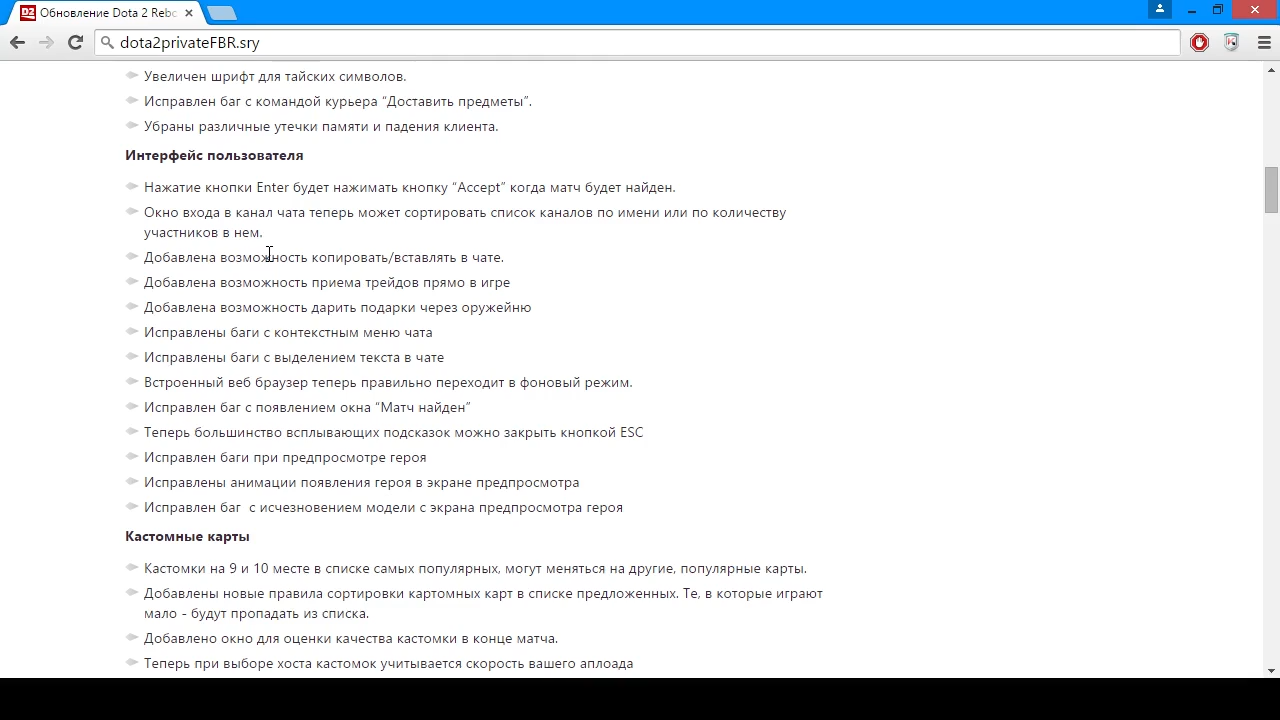 Обновление Dota 2 Rebo
dota2privateFBR.sry
Увеличен шрифт для тайских символов.
Исправлен баг с командой курьера “Доставить предметы”.
Убраны различные утечки памяти и падения клиента.
Интерфейс пользователя
Нажатие кнопки Enter будет нажимать кнопку “Accept” когда матч будет найден.
Окно входа в канал чата теперь может сортировать список каналов по имени или по количеству
участников в нем.
Добавлена возможность копировать/вставлять в чате.
Добавлена возможность приема трейдов прямо в игре
Добавлена возможность дарить подарки через оружейню
Исправлены баги с контекстным меню чата
Исправлены баги с выделением текста в чате
Встроенный веб браузер теперь правильно переходит в фоновый режим.
Исправлен баг с появлением окна “Матч найден”
Теперь большинство всплывающих подсказок можно закрыть кнопкой ESC
Исправлен баги при предпросмотре героя
Исправлены анимации появления героя в экране предпросмотра
Исправлен баг  с исчезновением модели с экрана предпросмотра героя
Кастомные карты
Кастомки на 9 и 10 месте в списке самых популярных, могут меняться на другие, популярные карты.
Добавлены новые правила сортировки картомных карт в списке предложенных. Те, в которые играют
мало - будут пропадать из списка.
Добавлено окно для оценки качества кастомки в конце матча.
Теперь при выборе хоста кастомок учитывается скорость вашего аплоада